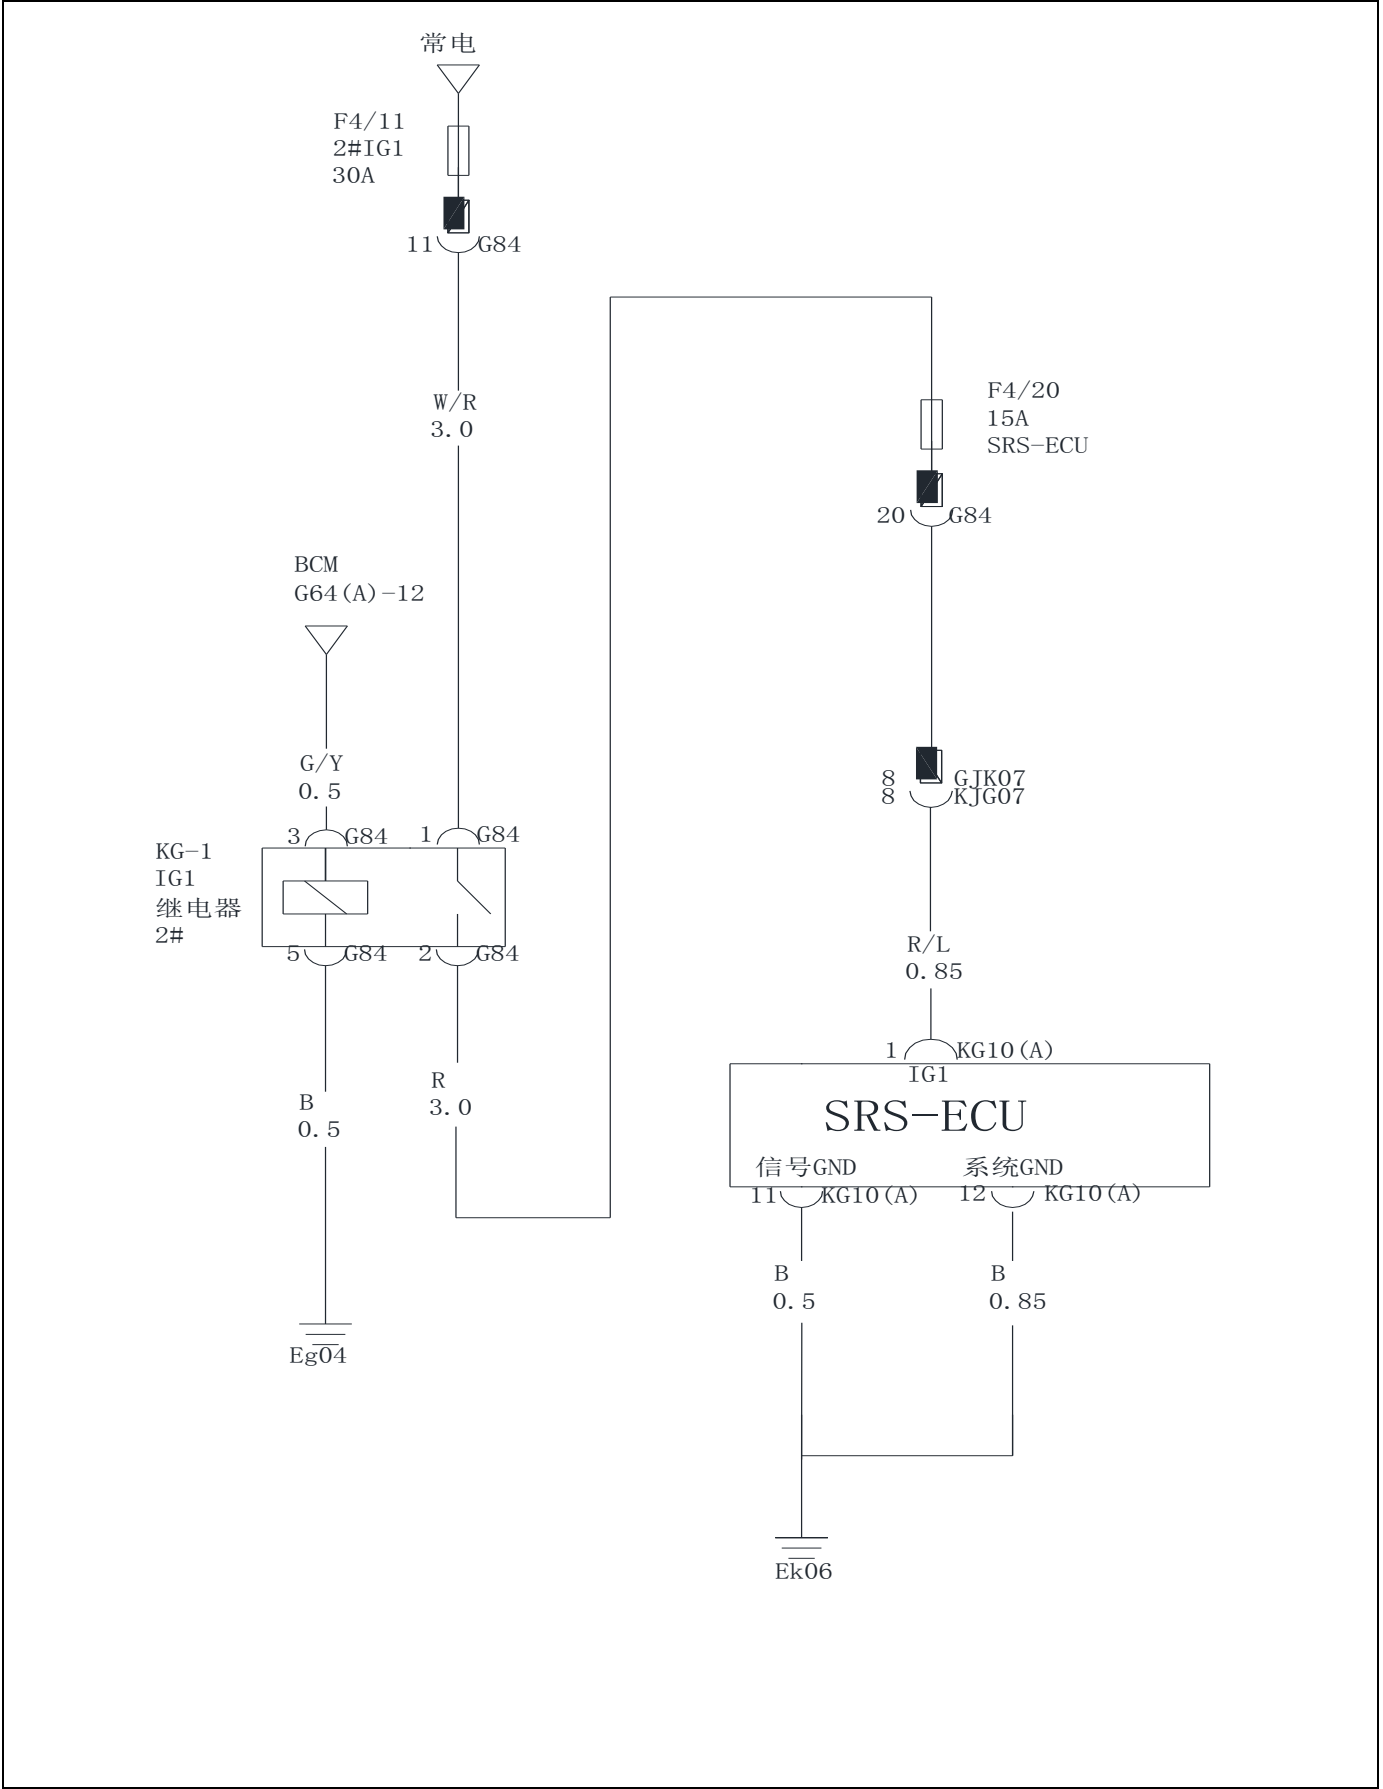 常电
F4/11
2#IG1
30A
11
G84
W/R
3.0
F4/20
15A
SRS-ECU
20
G84
BCM
G64(A)-12
G/Y
0.5
8
GJK07
8
KJG07
3
G84
1
G84
KG-1
IG1
继电器
2#
5
G84
2
G84
R/L
0.85
1
KG10(A)
IG1
SRS-ECU
信号GND
系统GND
11
KG10(A)
12
KG10(A)
R
3.0
B
0.5
B
0.5
B
0.85
Eg04
Ek06